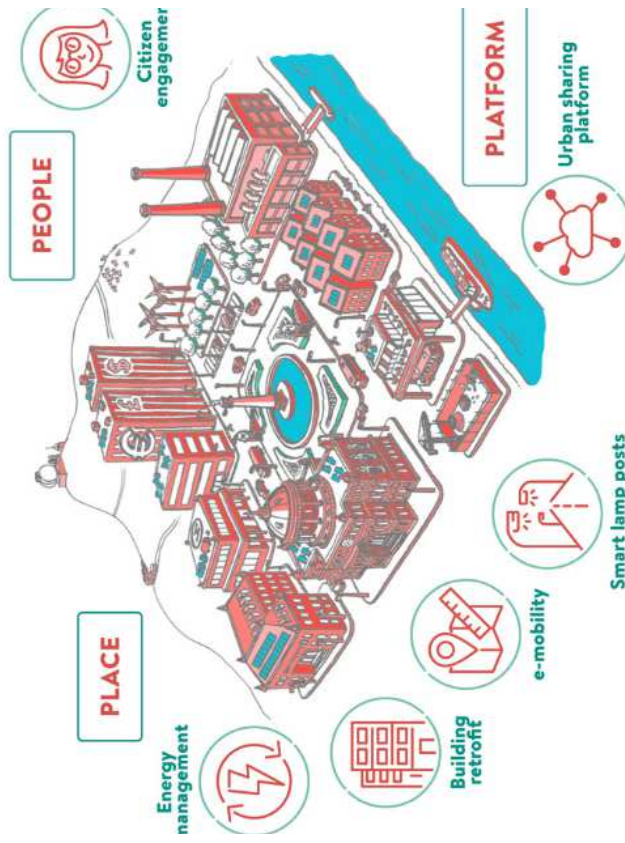 PEOPLE
PLACE
Citizen
engagemen
Energy
management
Building
retrofit
e-mobility
Smart lamp posts
PLATFORM
Urban sharing
platform
$
£
€